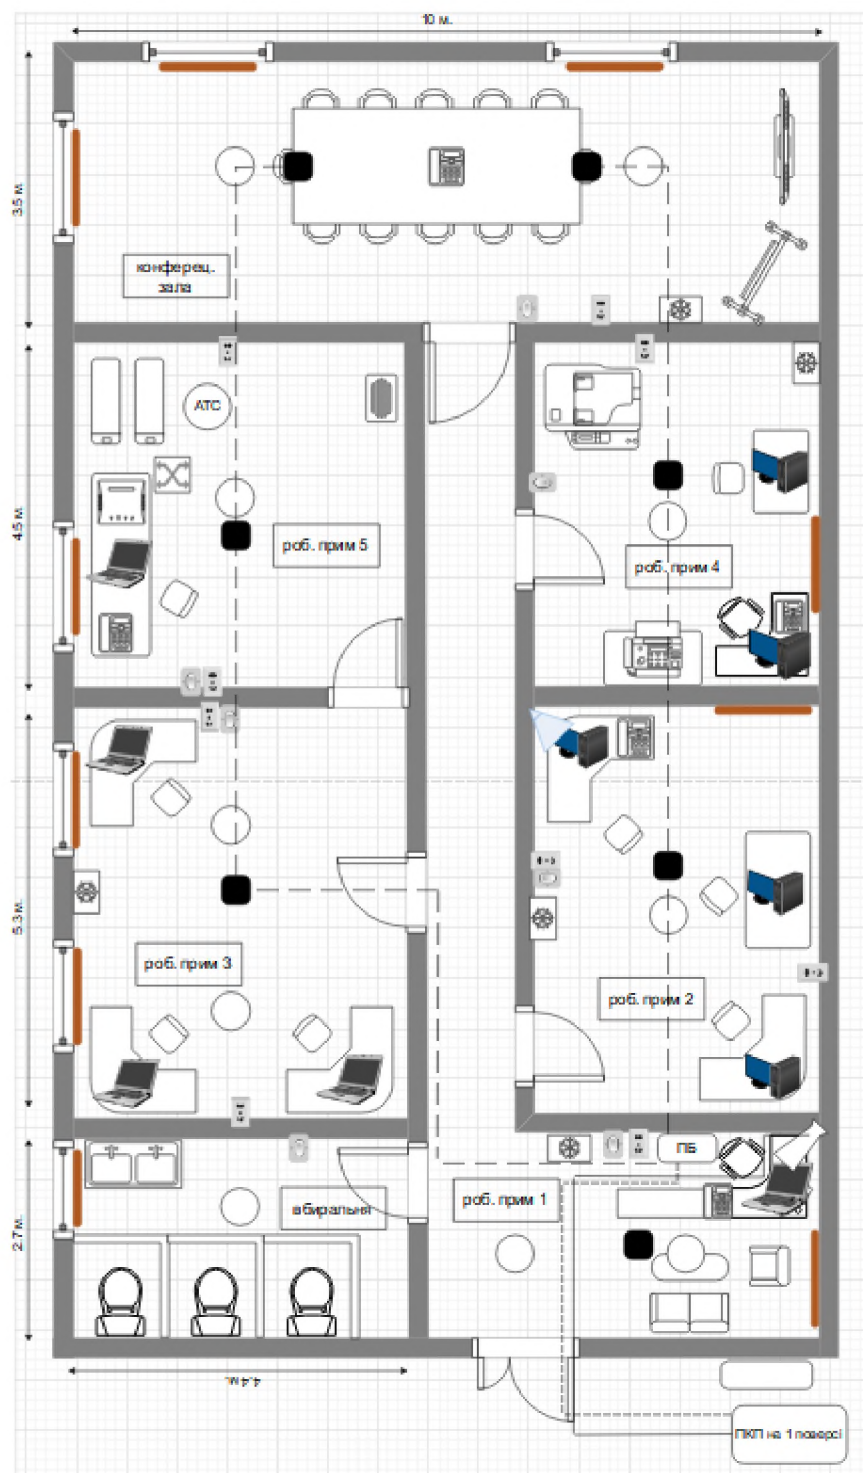 10 м.
3.5 м.
конферец.
зала
АТС
4.5 м.
роб. прим 5
роб. прим 4
5.3 м.
роб. прим 3
роб. прим 2
ПБ
2.7 м.
вбиральня
роб. прим 1
4.4 м.
ПКП на 1 поверсі